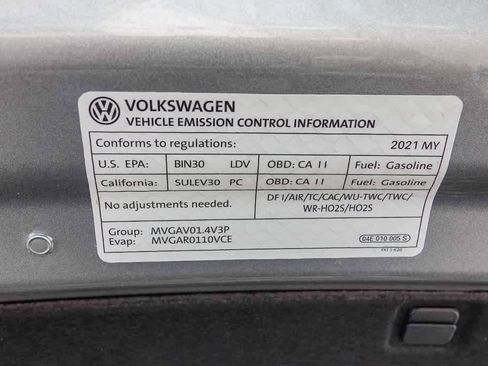 VOLKSWAGEN
VEHICLE EMISSION CONTROL INFORMATION
Conforms to regulations: 2021 MY
U.S. EPA: BIN30 LDV OBD: CA II Fuel: Gasoline
California: SULEV30 PC OBD: CA II Fuel: Gasoline
No adjustments needed. DFI/AIR/TC/CAC/WU-TWC/TWC/
WR-HO2S/HO2S
Group: MVGAV01.4V3P
Evap: MVGAR0110VCE
04E 010 005 S